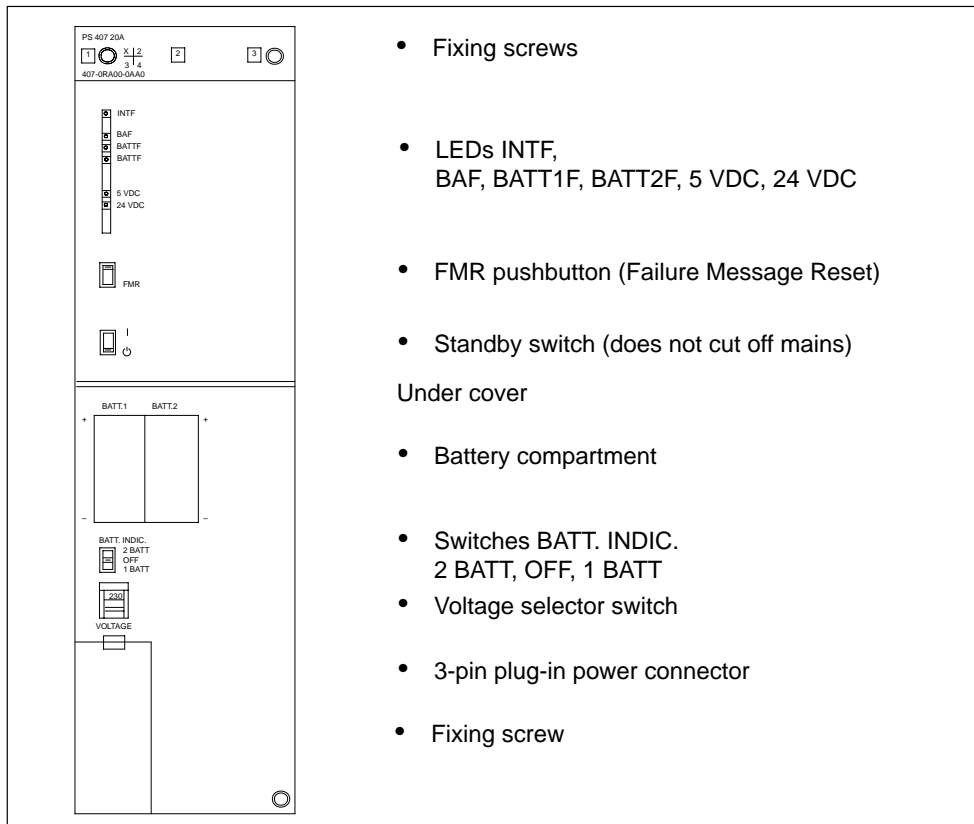 PS 407 20A
1 X 2 2 3
3 4
407-0RA00-0AA0
INTF
BAF
BATTF
BATTF
5 VDC
24 VDC
FMR
I
BATT.1 BATT.2
+ +
– –
BATT. INDIC.
2 BATT
OFF
1 BATT
230
VOLTAGE
• Fixing screws
• LEDs INTF,
BAF, BATT1F, BATT2F, 5 VDC, 24 VDC
• FMR pushbutton (Failure Message Reset)
• Standby switch (does not cut off mains)
Under cover
• Battery compartment
• Switches BATT. INDIC.
2 BATT, OFF, 1 BATT
• Voltage selector switch
• 3-pin plug-in power connector
• Fixing screw